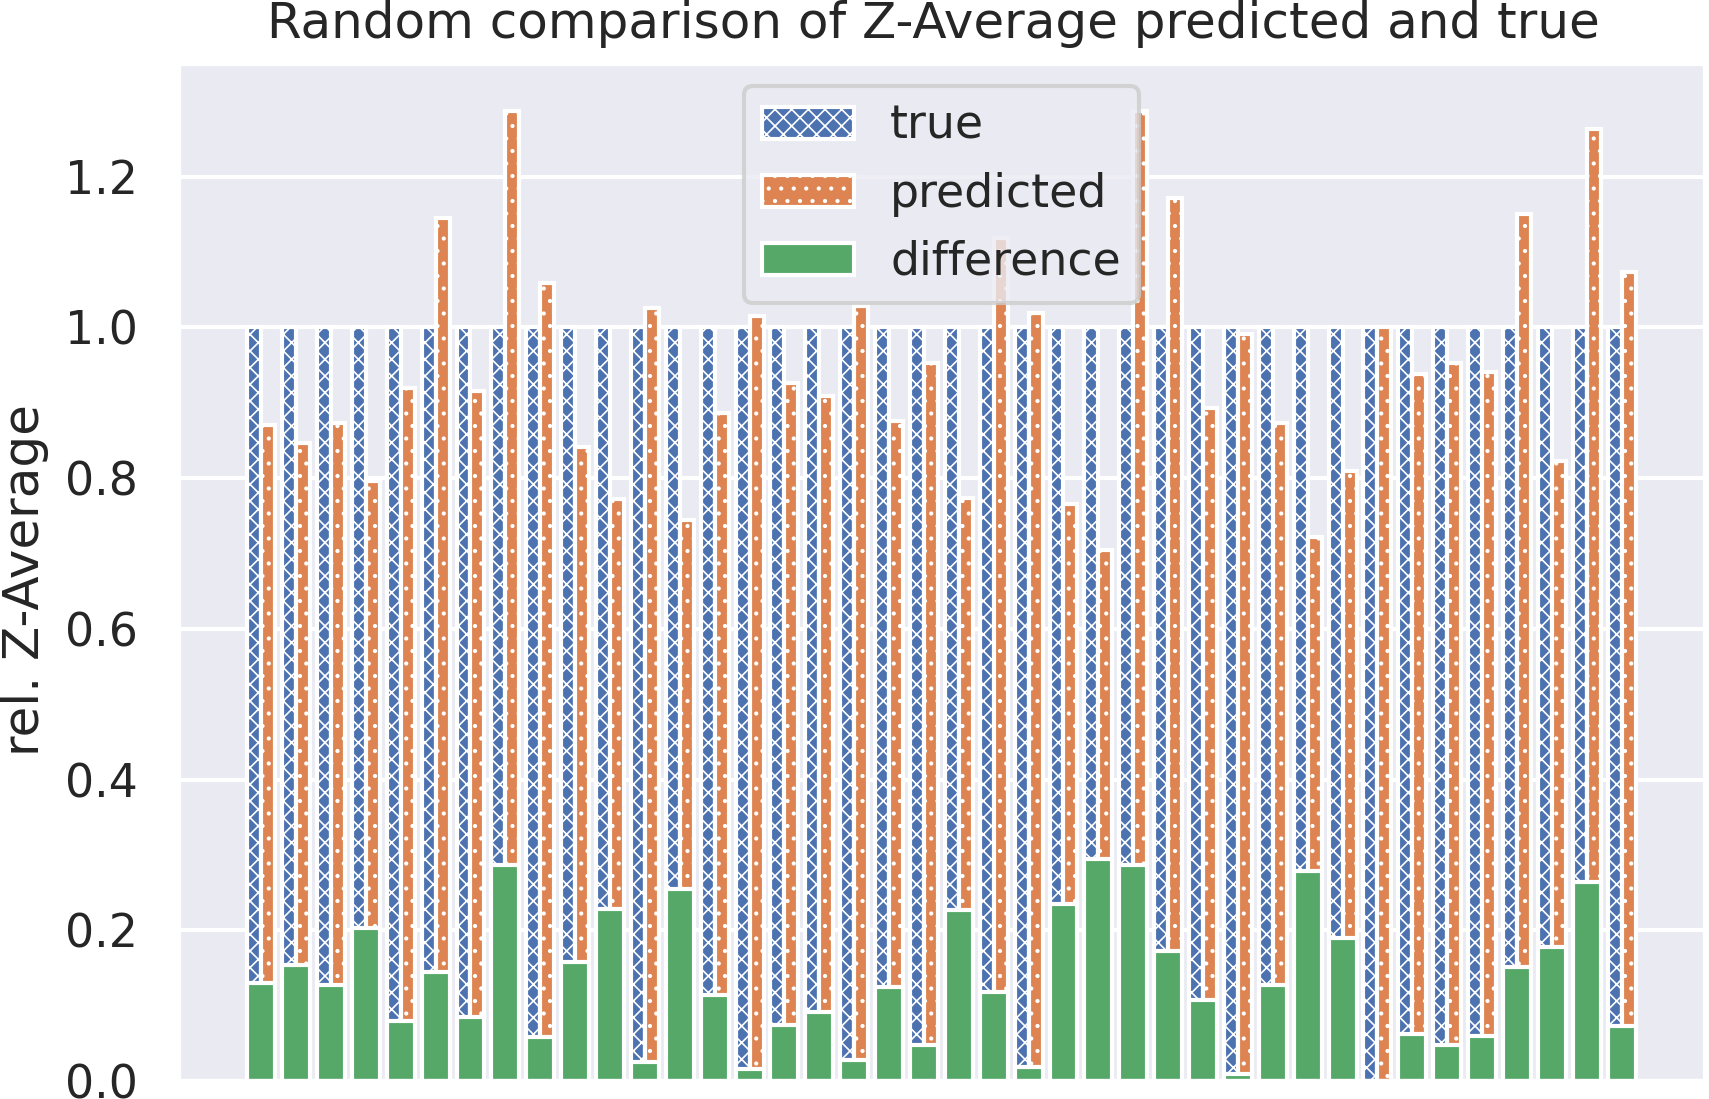 Random comparison of Z-Average predicted and true
true
predicted
difference
rel. Z-Average
1.2
1.0
0.8
0.6
0.4
0.2
0.0